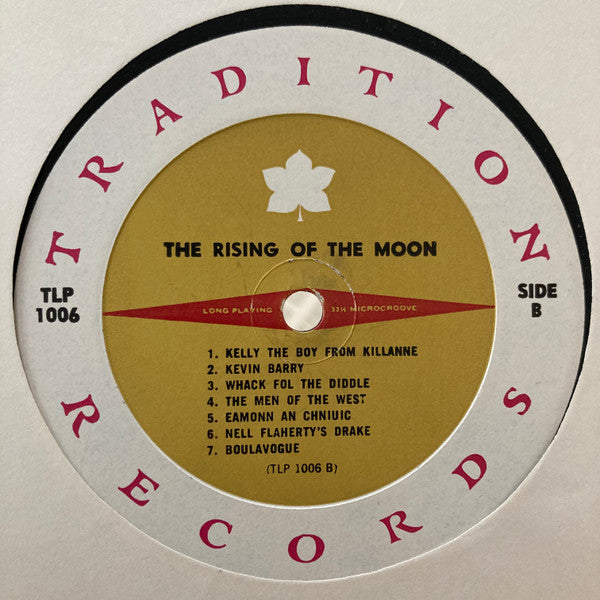 TRADITION
RECORDS
THE RISING OF THE MOON
TLP
1006
SIDE
B
LONG PLAYING 33⅓ MICROGROOVE
1. KELLY THE BOY FROM KILLANNE
2. KEVIN BARRY
3. WHACK FOL THE DIDDLE
4. THE MEN OF THE WEST
5. EAMONN AN CHNIUIC
6. NELL FLAHERTY'S DRAKE
7. BOULAVOGUE
(TLP 1006 B)